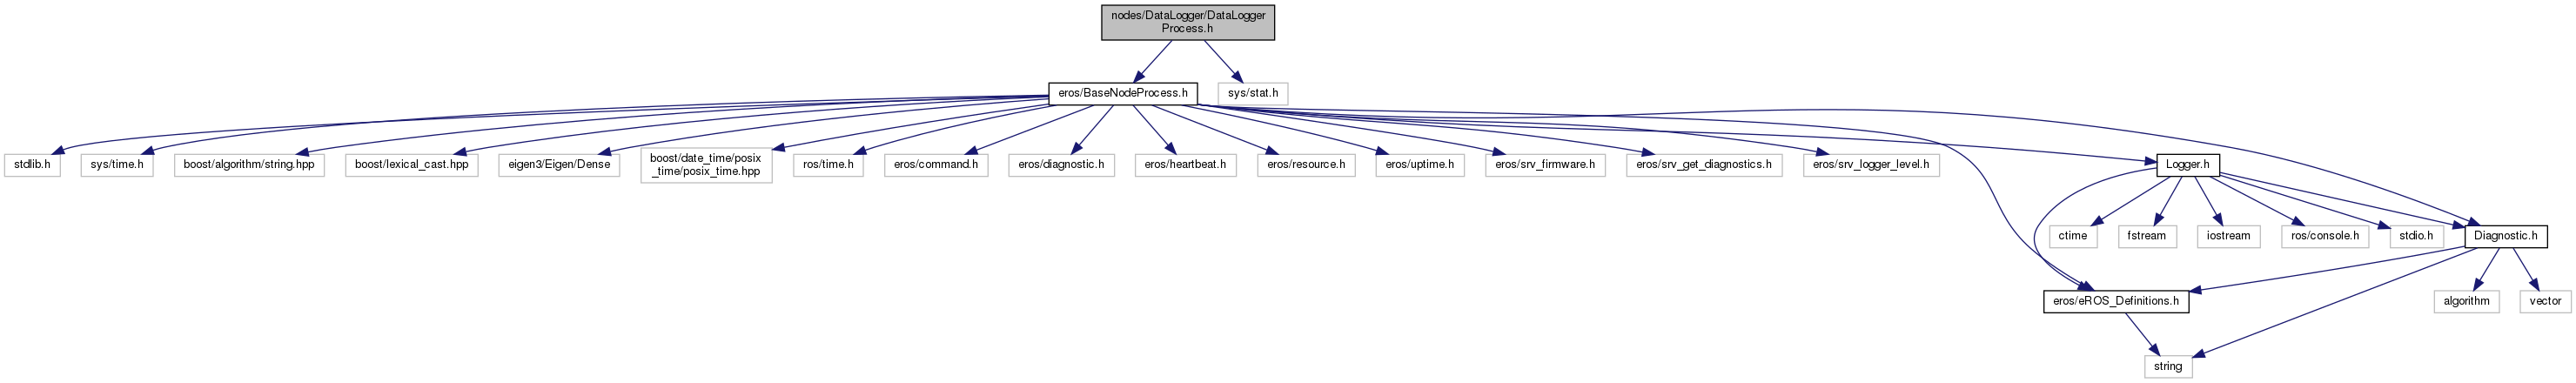 nodes/DataLogger/DataLogger
Process.h
eros/BaseNodeProcess.h
sys/stat.h
stdlib.h
sys/time.h
boost/algorithm/string.hpp
boost/lexical_cast.hpp
eigen3/Eigen/Dense
boost/date_time/posix
_time/posix_time.hpp
ros/time.h
eros/command.h
eros/diagnostic.h
eros/heartbeat.h
eros/resource.h
eros/uptime.h
eros/srv_firmware.h
eros/srv_get_diagnostics.h
eros/srv_logger_level.h
Logger.h
ctime
fstream
iostream
ros/console.h
stdio.h
Diagnostic.h
eros/eROS_Definitions.h
algorithm
vector
string